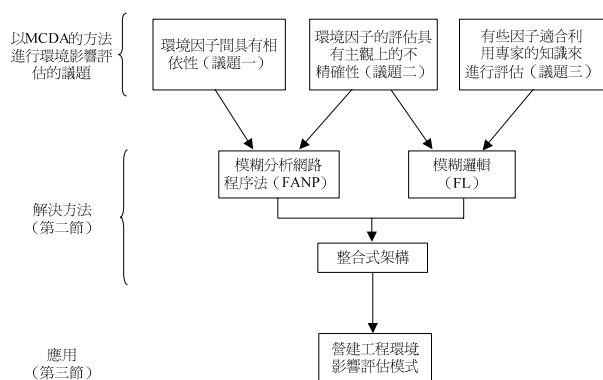 以MCDA的方法
進行環境影響評
估的議題
環境因子間具有相
依性（議題一）
環境因子的評估具
有主觀上的不
精確性（議題二）
有些因子適合利
用專家的知識來
進行評估（議題三）
模糊分析網路
程序法（FANP）
模糊邏輯
（FL）
解決方法
（第二節）
整合式架構
應用
（第三節）
營建工程環境
影響評估模式